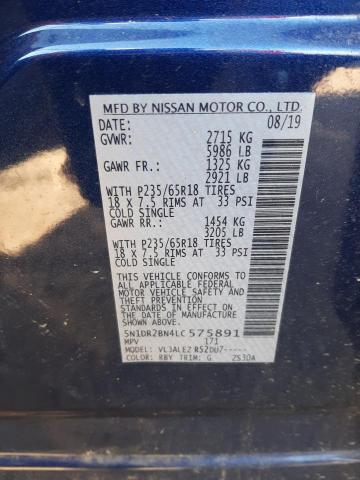 MFD BY NISSAN MOTOR CO., LTD.
DATE: 08/19
GVWR: 2715 KG
5986 LB
GAWR FR.: 1325 KG
2921 LB
WITH P235/65R18 TIRES
18 X 7.5 RIMS AT 33 PSI
COLD SINGLE
GAWR RR.: 1454 KG
3205 LB
WITH P235/65R18 TIRES
18 X 7.5 RIMS AT 33 PSI
COLD SINGLE
THIS VEHICLE CONFORMS TO
ALL APPLICABLE FEDERAL
MOTOR VEHICLE SAFETY STANDARDS
IN EFFECT ON THE DATE OF
MANUFACTURE SHOWN ABOVE.
5N1DR2BN4LC575891
MPV 171
MODEL: VLJALEZ R52DU7-----
COLOR: RBY TRIM: G ZS30A